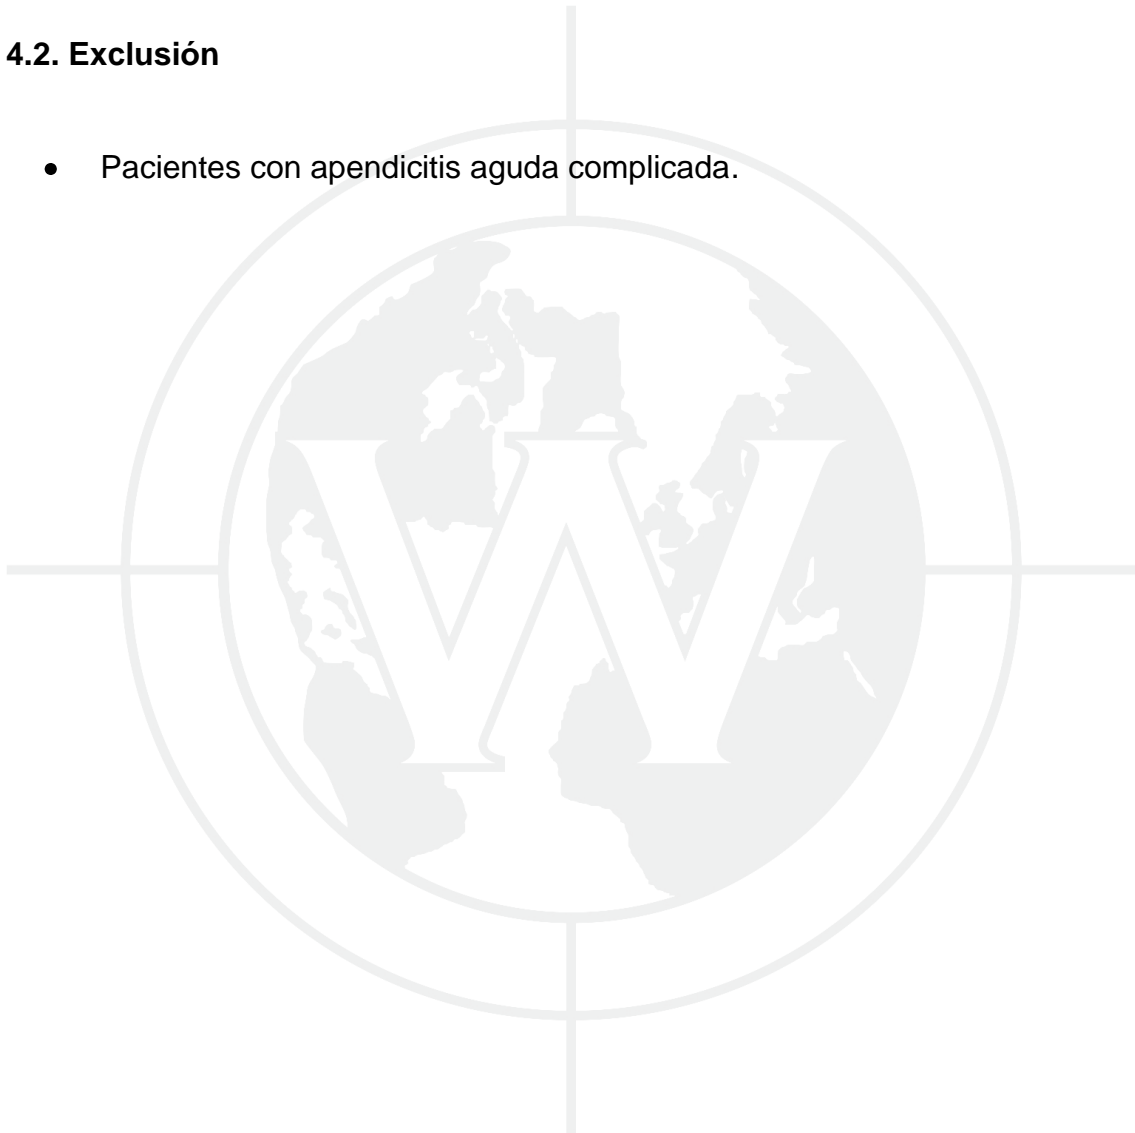 4.2. Exclusión
• Pacientes con apendicitis aguda complicada.
W